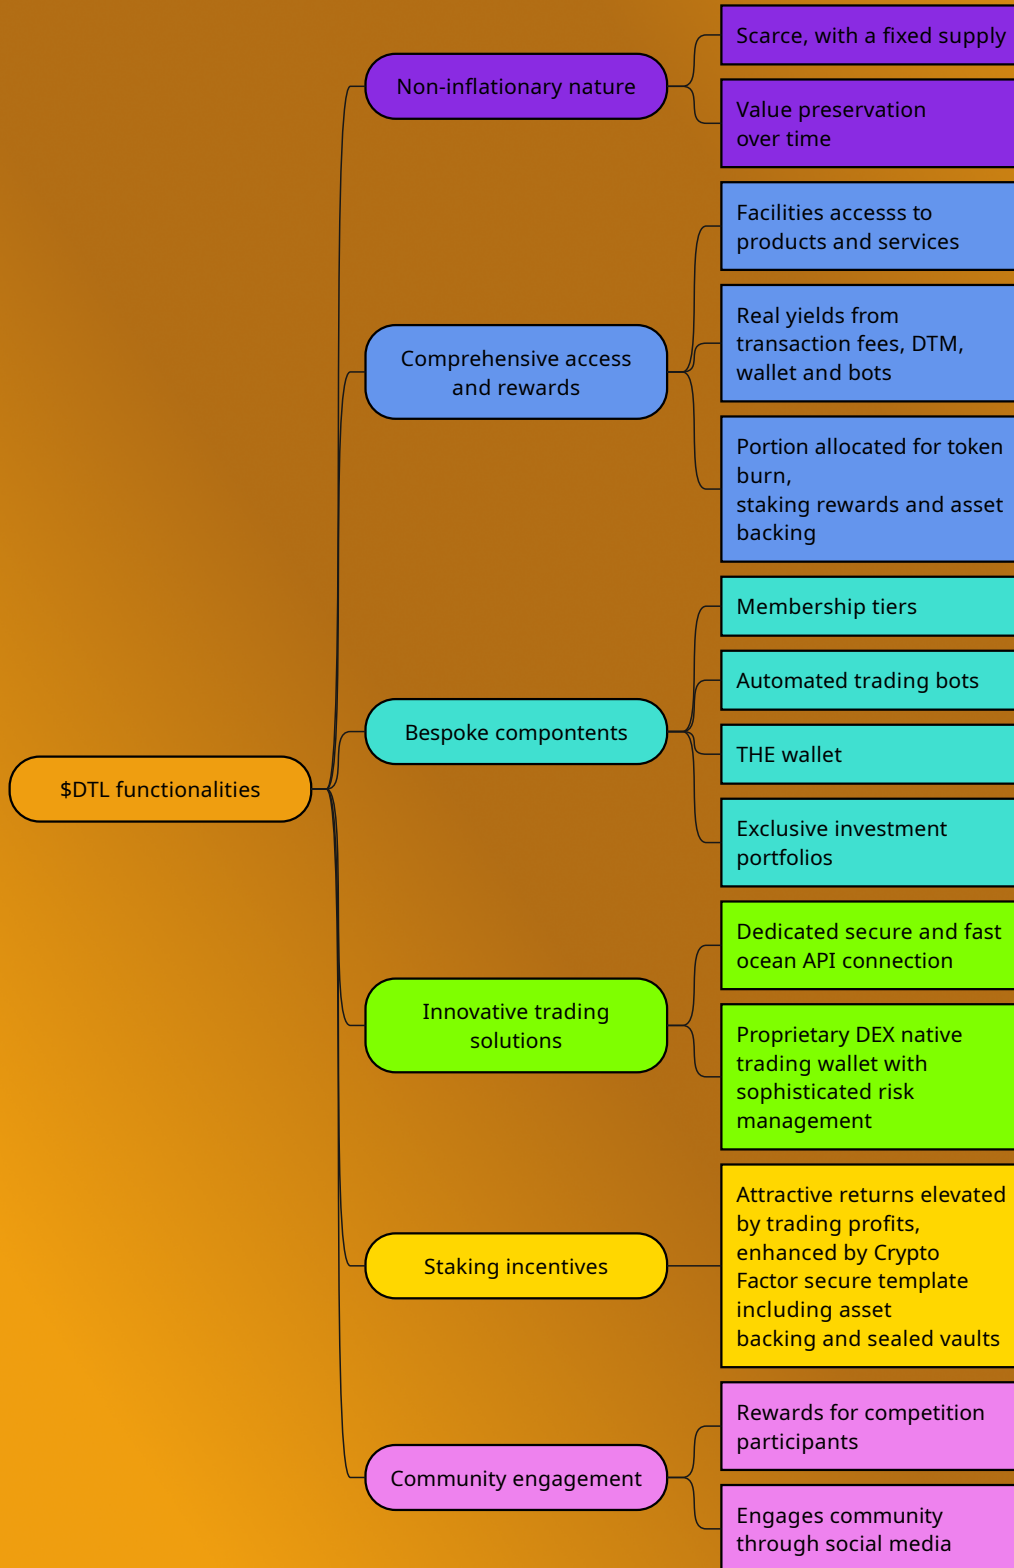 Scarce, with a fixed supply
Non-inflationary nature
Value preservation
over time
Facilities accesss to
products and services
Real yields from
transaction fees, DTM,
wallet and bots
Comprehensive access
and rewards
Portion allocated for token
burn,
staking rewards and asset
backing
Membership tiers
Automated trading bots
Bespoke compontents
THE wallet
Exclusive investment
portfolios
$DTL functionalities
Dedicated secure and fast
ocean API connection
Innovative trading
solutions
Proprietary DEX native
trading wallet with
sophisticated risk
management
Attractive returns elevated
by trading profits,
enhanced by Crypto
Factor secure template
including asset
backing and sealed vaults
Staking incentives
Rewards for competition
participants
Community engagement
Engages community
through social media